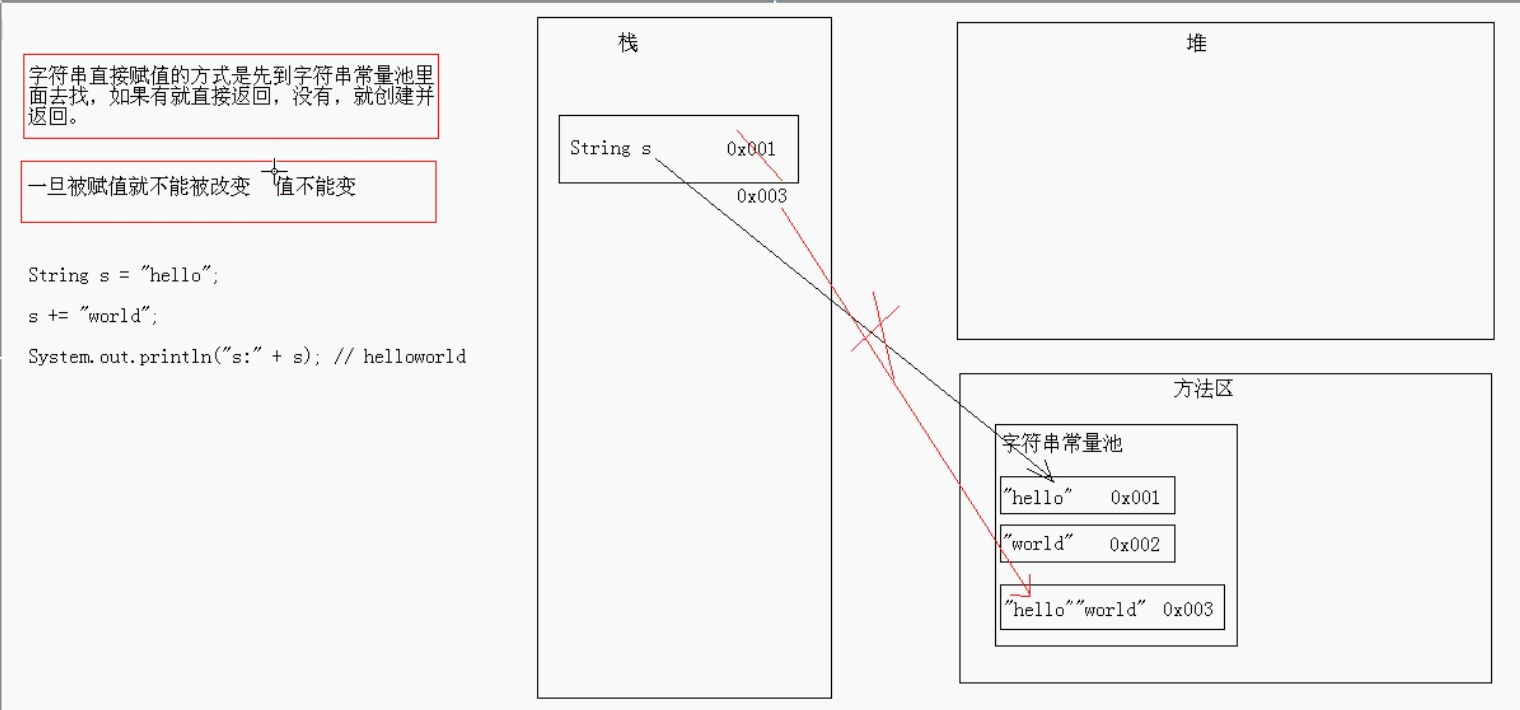 字符串直接赋值的方式是先到字符串常量池里
面去找，如果有就直接返回，没有，就创建并
返回。
一旦被赋值就不能被改变 值不能变
String s = "hello";
s += "world";
System.out.println("s:" + s); // helloworld
栈
String s 0x001
0x003
堆
方法区
字符串常量池
"hello" 0x001
"world" 0x002
"hello""world" 0x003